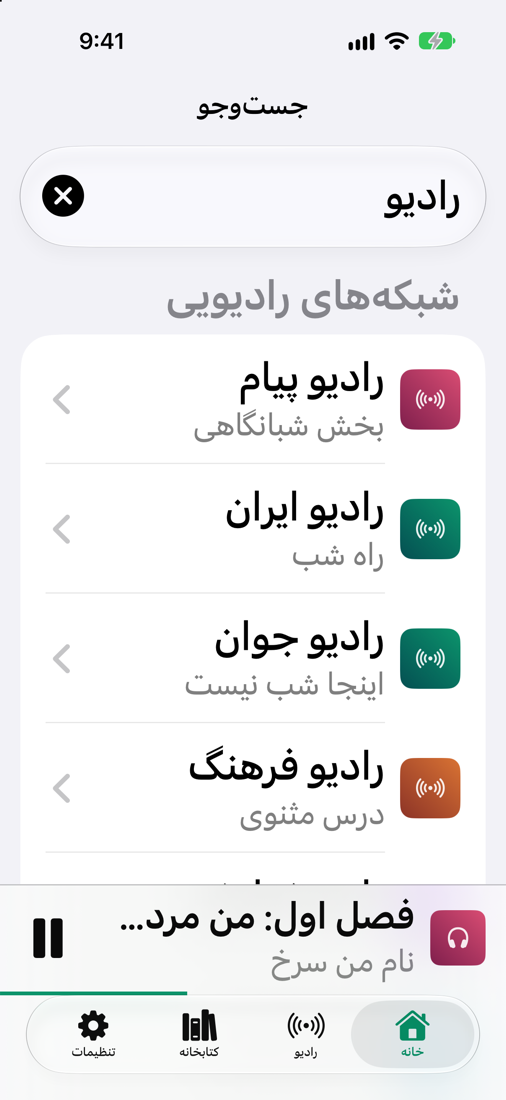 9:41
جست‌وجو
رادیو
شبکه‌های رادیویی
رادیو پیام
بخش شبانگاهی
رادیو ایران
راه شب
رادیو جوان
اینجا شب نیست
رادیو فرهنگ
درس مثنوی
فصل اول: من مرد...
نام من سرخ
خانه
رادیو
کتابخانه
تنظیمات